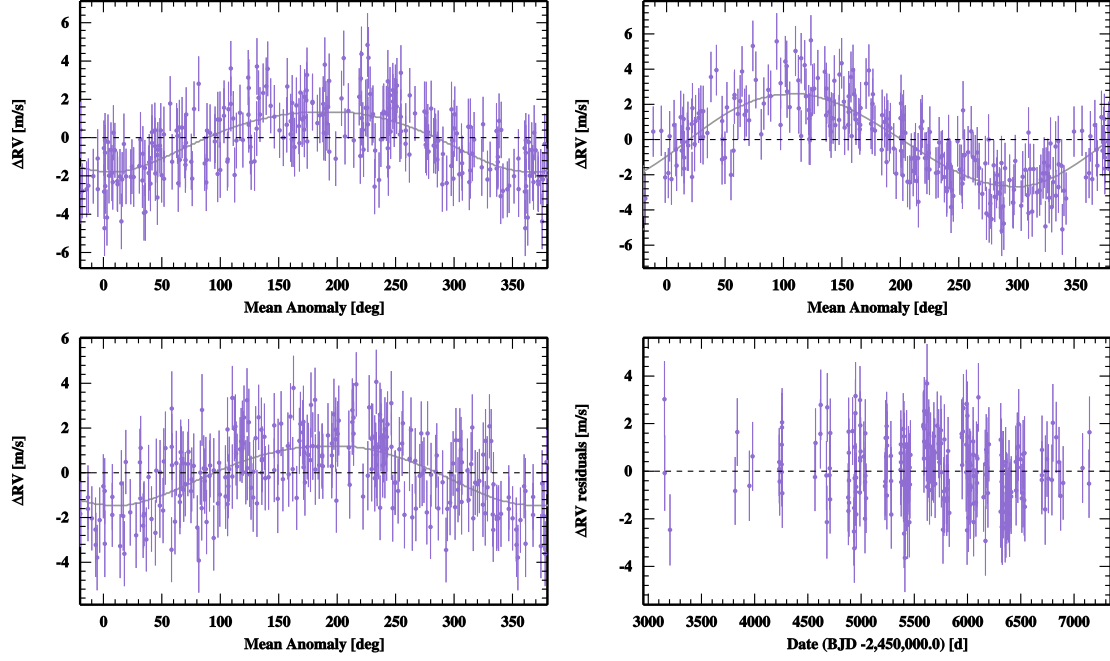 6
4
2
0
-2
-4
-6
ΔRV [m/s]
0 50 100 150 200 250 300 350
Mean Anomaly [deg]
6
4
2
0
-2
-4
-6
ΔRV [m/s]
0 50 100 150 200 250 300 350
Mean Anomaly [deg]
6
4
2
0
-2
-4
ΔRV [m/s]
0 50 100 150 200 250 300 350
Mean Anomaly [deg]
4
2
0
-2
-4
ΔRV residuals [m/s]
3000 3500 4000 4500 5000 5500 6000 6500 7000
Date (BJD -2,450,000.0) [d]